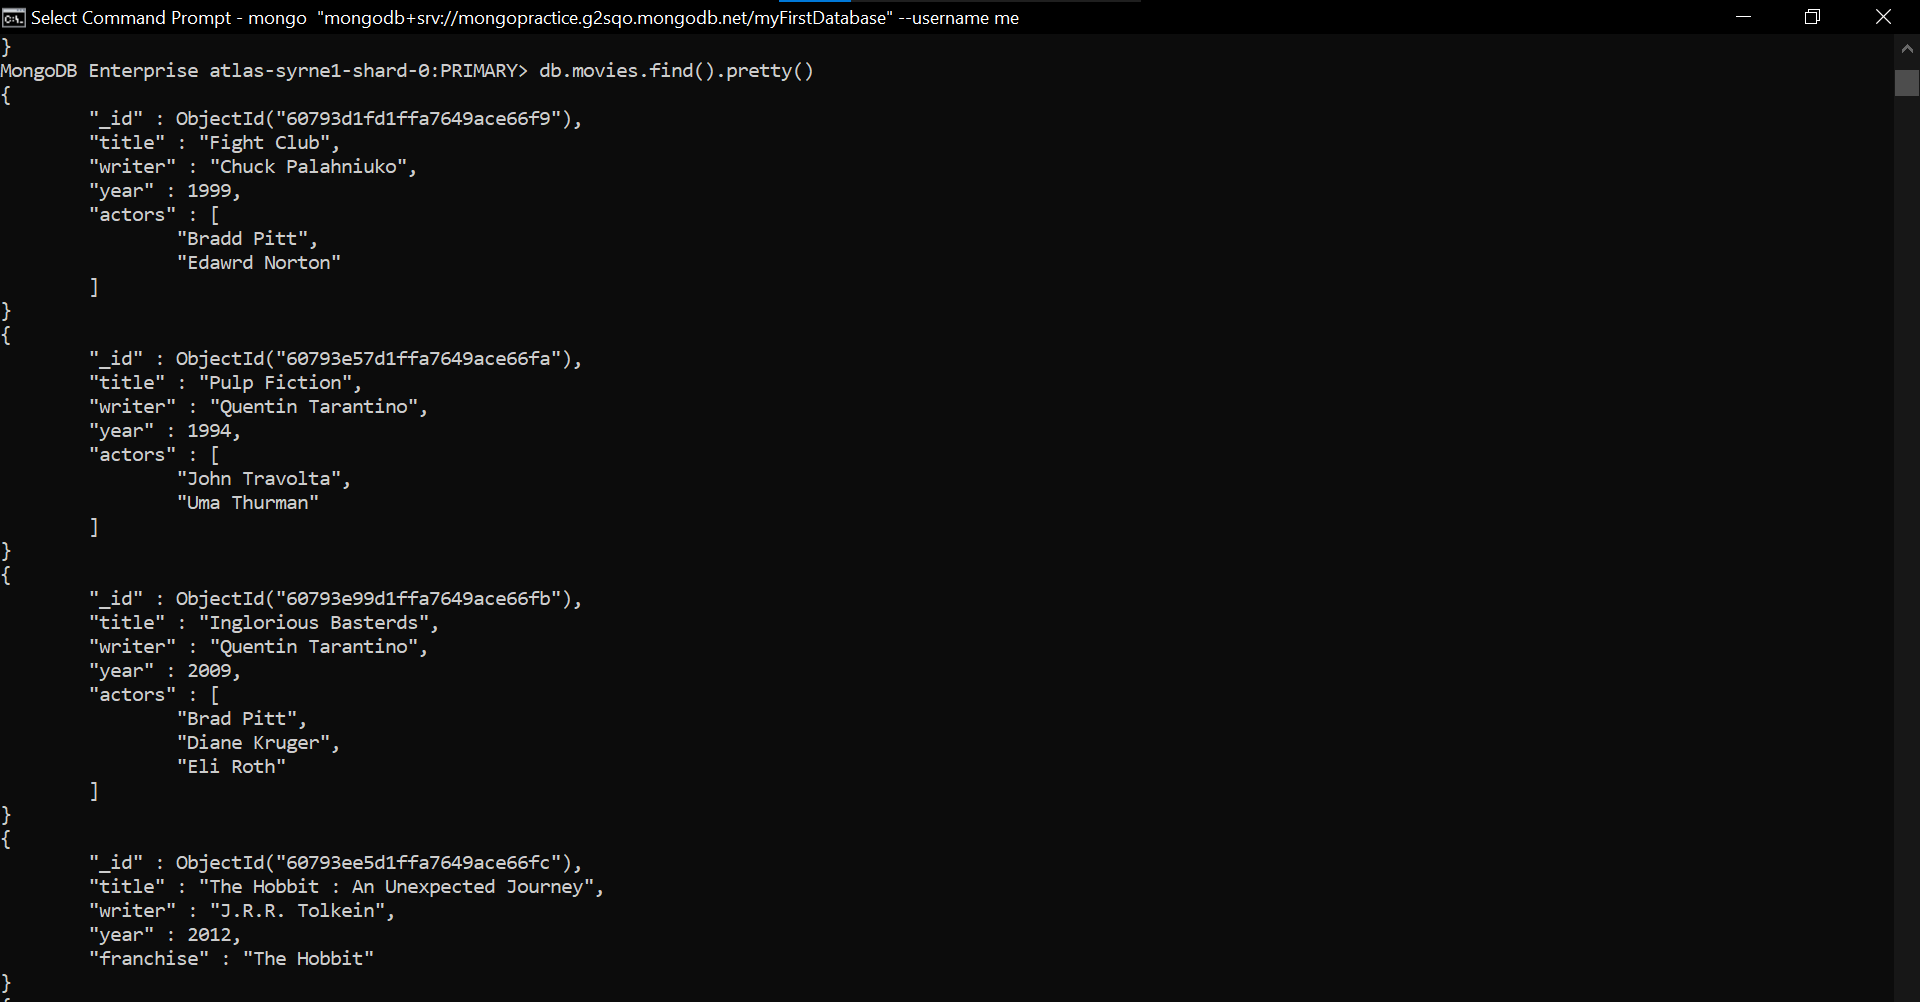 Select Command Prompt - mongo  "mongodb+srv://mongopractice.g2sqo.mongodb.net/myFirstDatabase" --username me
}
MongoDB Enterprise atlas-syrne1-shard-0:PRIMARY> db.movies.find().pretty()
{
        "_id" : ObjectId("60793d1fd1ffa7649ace66f9"),
        "title" : "Fight Club",
        "writer" : "Chuck Palahniuko",
        "year" : 1999,
        "actors" : [
                "Bradd Pitt",
                "Edawrd Norton"
        ]
}
{
        "_id" : ObjectId("60793e57d1ffa7649ace66fa"),
        "title" : "Pulp Fiction",
        "writer" : "Quentin Tarantino",
        "year" : 1994,
        "actors" : [
                "John Travolta",
                "Uma Thurman"
        ]
}
{
        "_id" : ObjectId("60793e99d1ffa7649ace66fb"),
        "title" : "Inglorious Basterds",
        "writer" : "Quentin Tarantino",
        "year" : 2009,
        "actors" : [
                "Brad Pitt",
                "Diane Kruger",
                "Eli Roth"
        ]
}
{
        "_id" : ObjectId("60793ee5d1ffa7649ace66fc"),
        "title" : "The Hobbit : An Unexpected Journey",
        "writer" : "J.R.R. Tolkein",
        "year" : 2012,
        "franchise" : "The Hobbit"
}